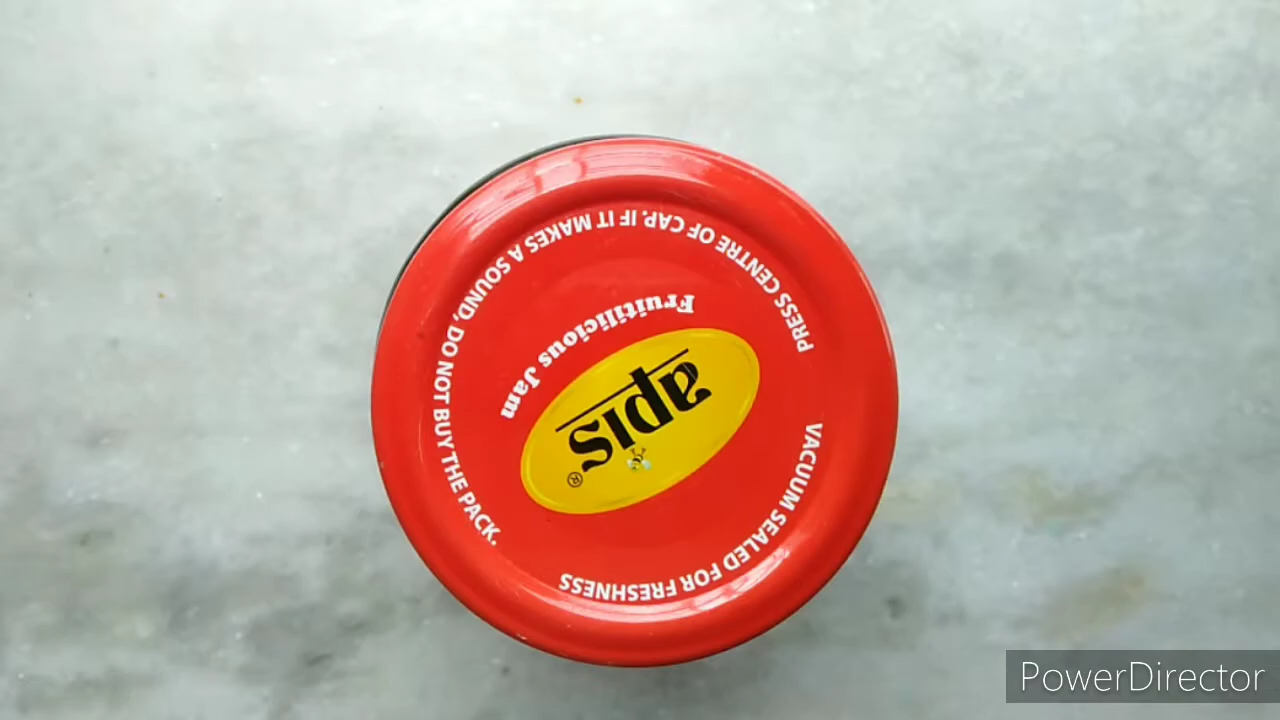 PRESS CENTRE OF CAP. IF IT MAKES A SOUND, DO NOT BUY THE PACK.
Fruitilicious Jam
apis®
VACUUM SEALED FOR FRESHNESS
PowerDirector